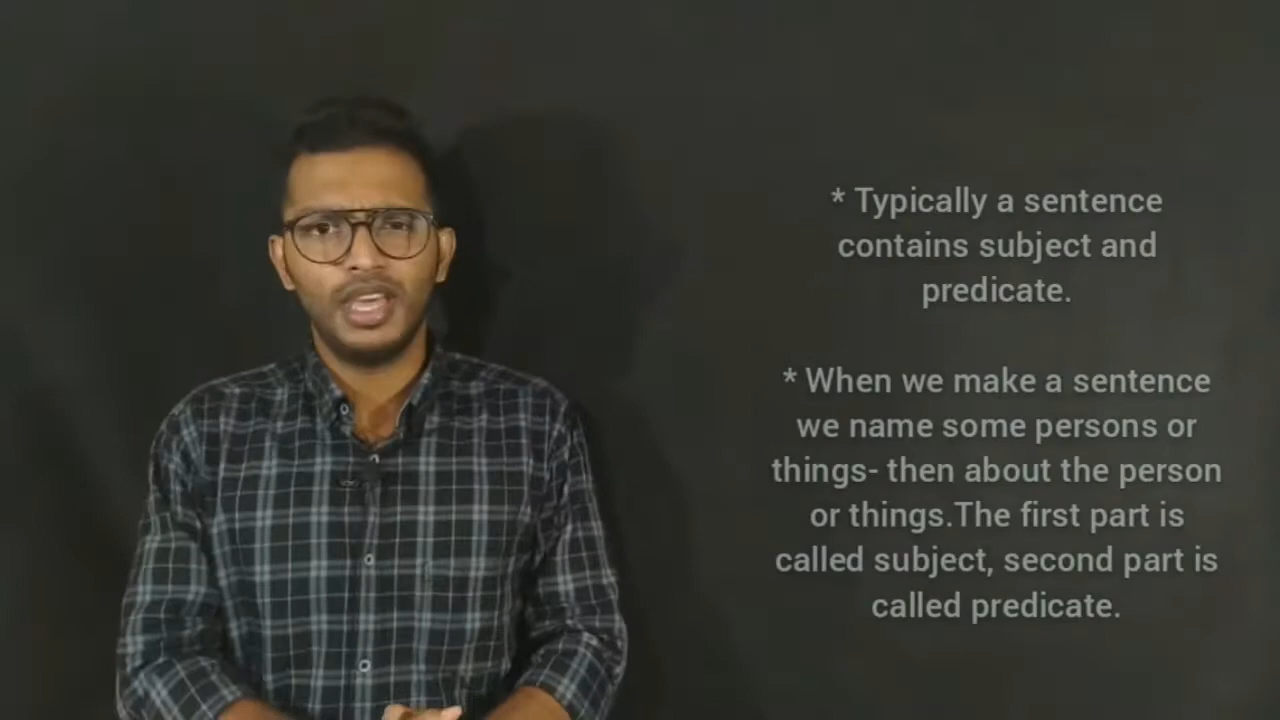 * Typically a sentence
contains subject and
predicate.
* When we make a sentence
we name some persons or
things- then about the person
or things.The first part is
called subject, second part is
called predicate.